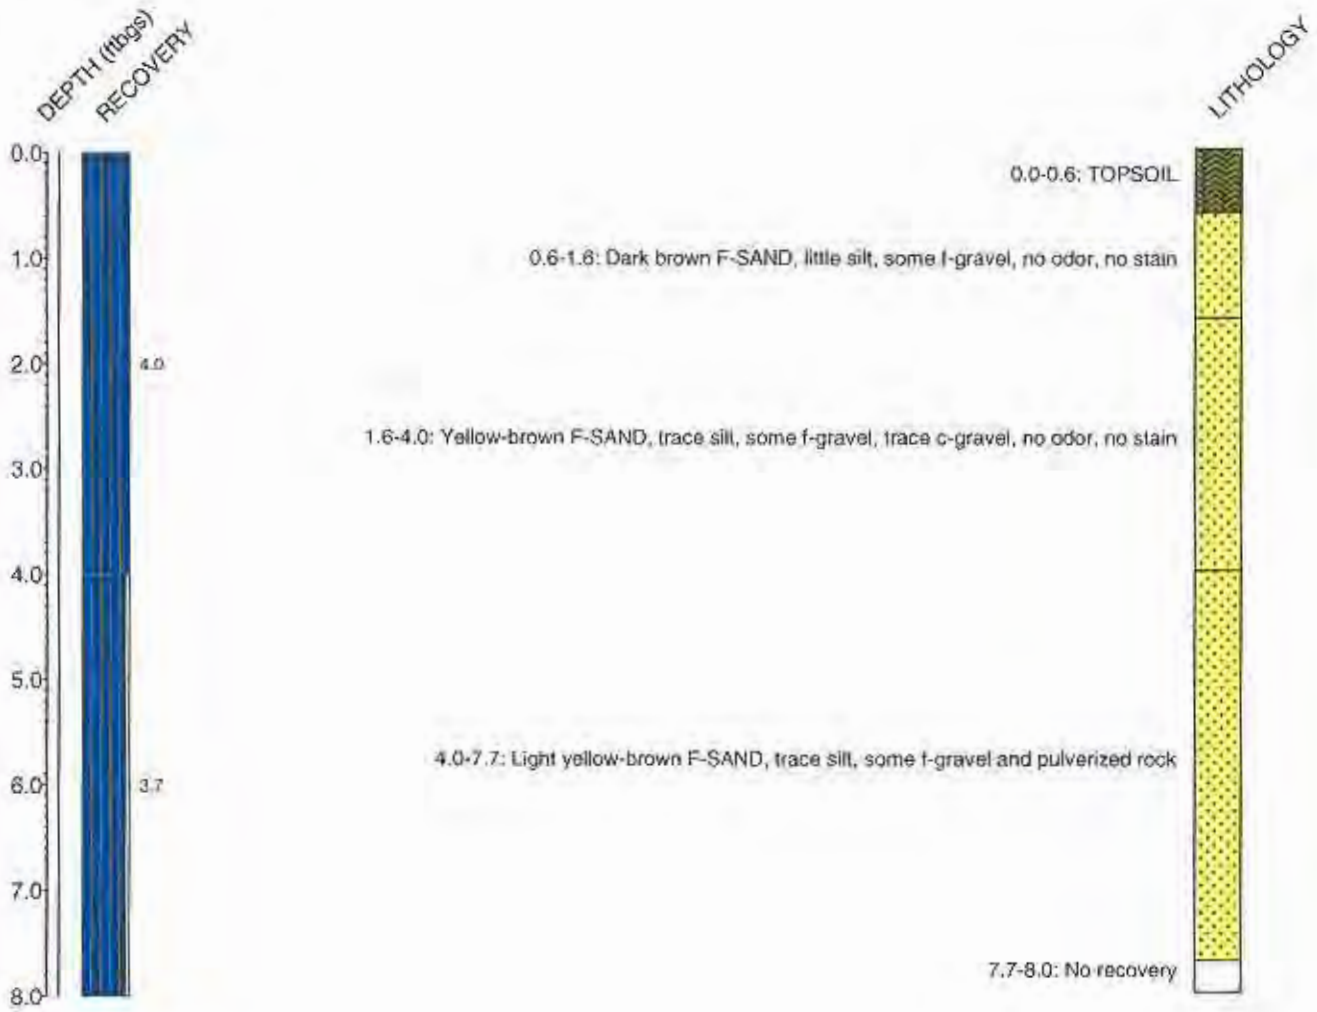 DEPTH (ftbgs)
RECOVERY
LITHOLOGY
0.0
0.0-0.6: TOPSOIL
1.0
0.6-1.6: Dark brown F-SAND, little silt, some f-gravel, no odor, no stain
2.0
4.0
1.6-4.0: Yellow-brown F-SAND, trace silt, some f-gravel, trace c-gravel, no odor, no stain
3.0
4.0
5.0
4.0-7.7: Light yellow-brown F-SAND, trace silt, some f-gravel and pulverized rock
6.0
3.7
7.0
7.7-8.0: No recovery
8.0